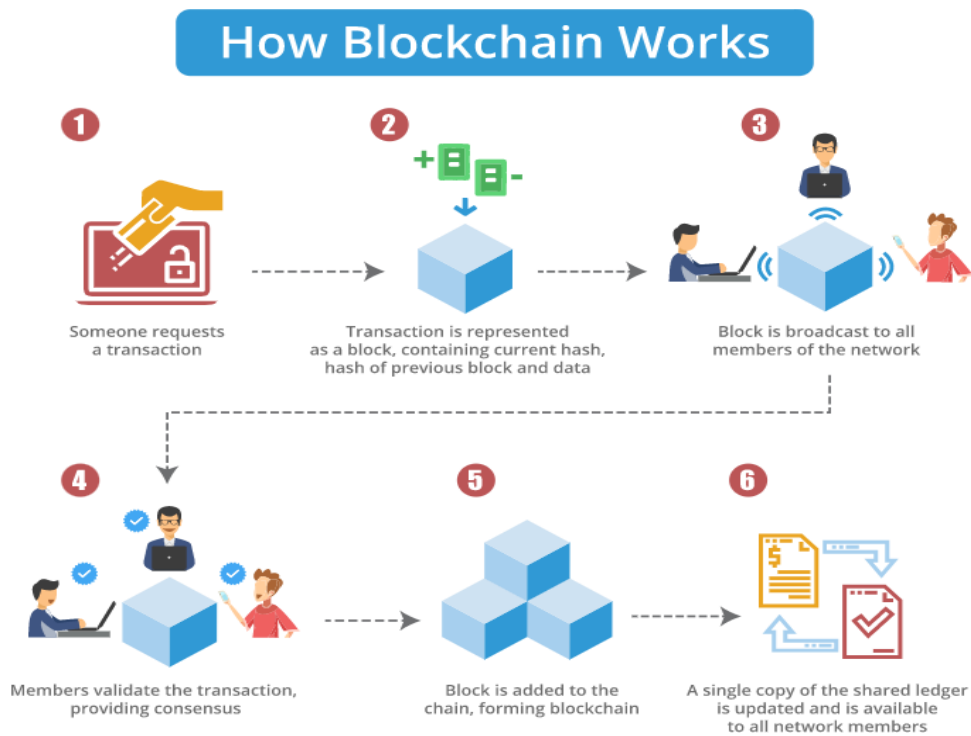 How Blockchain Works
1
2
3
Someone requests
a transaction
Transaction is represented
as a block, containing current hash,
hash of previous block and data
Block is broadcast to all
members of the network
4
5
6
$
Members validate the transaction,
providing consensus
Block is added to the
chain, forming blockchain
A single copy of the shared ledger
is updated and is available
to all network members